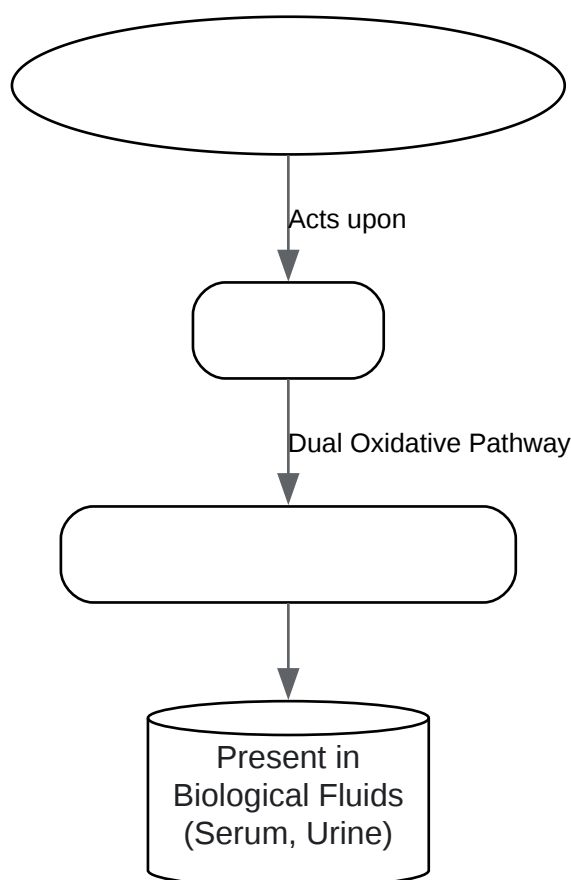 Acts upon
Dual Oxidative Pathway
Present in
Biological Fluids
(Serum, Urine)